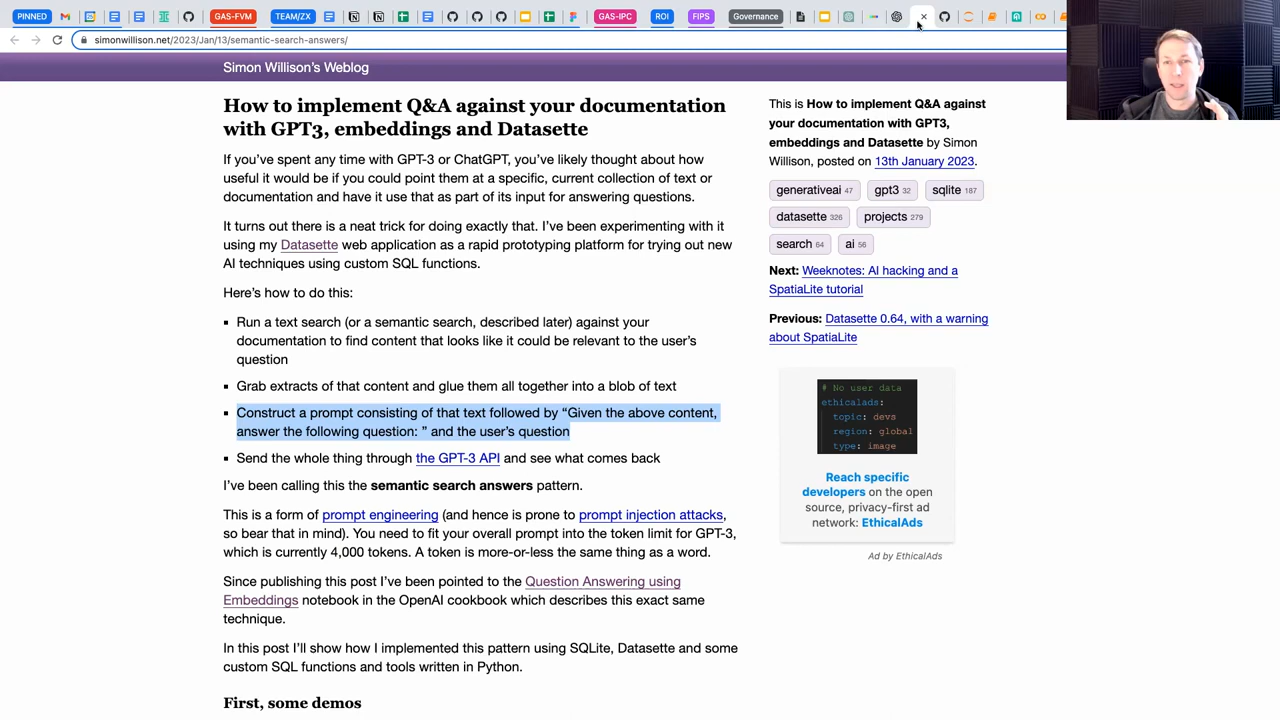 PINNED
GAS-FVM
TEAM/ZX
GAS-IPC
ROI
FIPS
Governance
simonwillison.net/2023/Jan/13/semantic-search-answers/
Simon Willison’s Weblog
How to implement Q&A against your documentation
with GPT3, embeddings and Datasette
If you’ve spent any time with GPT-3 or ChatGPT, you’ve likely thought about how
useful it would be if you could point them at a specific, current collection of text or
documentation and have it use that as part of its input for answering questions.
It turns out there is a neat trick for doing exactly that. I’ve been experimenting with it
using my Datasette web application as a rapid prototyping platform for trying out new
AI techniques using custom SQL functions.
Here’s how to do this:
Run a text search (or a semantic search, described later) against your
documentation to find content that looks like it could be relevant to the user’s
question
Grab extracts of that content and glue them all together into a blob of text
Construct a prompt consisting of that text followed by “Given the above content,
answer the following question: ” and the user’s question
Send the whole thing through the GPT-3 API and see what comes back
I’ve been calling this the semantic search answers pattern.
This is a form of prompt engineering (and hence is prone to prompt injection attacks,
so bear that in mind). You need to fit your overall prompt into the token limit for GPT-3,
which is currently 4,000 tokens. A token is more-or-less the same thing as a word.
Since publishing this post I’ve been pointed to the Question Answering using
Embeddings notebook in the OpenAI cookbook which describes this exact same
technique.
In this post I’ll show how I implemented this pattern using SQLite, Datasette and some
custom SQL functions and tools written in Python.
First, some demos
This is How to implement Q&A against
your documentation with GPT3,
embeddings and Datasette by Simon
Willison, posted on 13th January 2023.
generativeai 47 gpt3 32 sqlite 187
datasette 326 projects 279
search 64 ai 56
Next: Weeknotes: AI hacking and a
SpatiaLite tutorial
Previous: Datasette 0.64, with a warning
about SpatiaLite
# No user data
ethicalads:
topic: devs
region: global
type: image
Reach specific
developers on the open
source, privacy-first ad
network: EthicalAds
Ad by EthicalAds